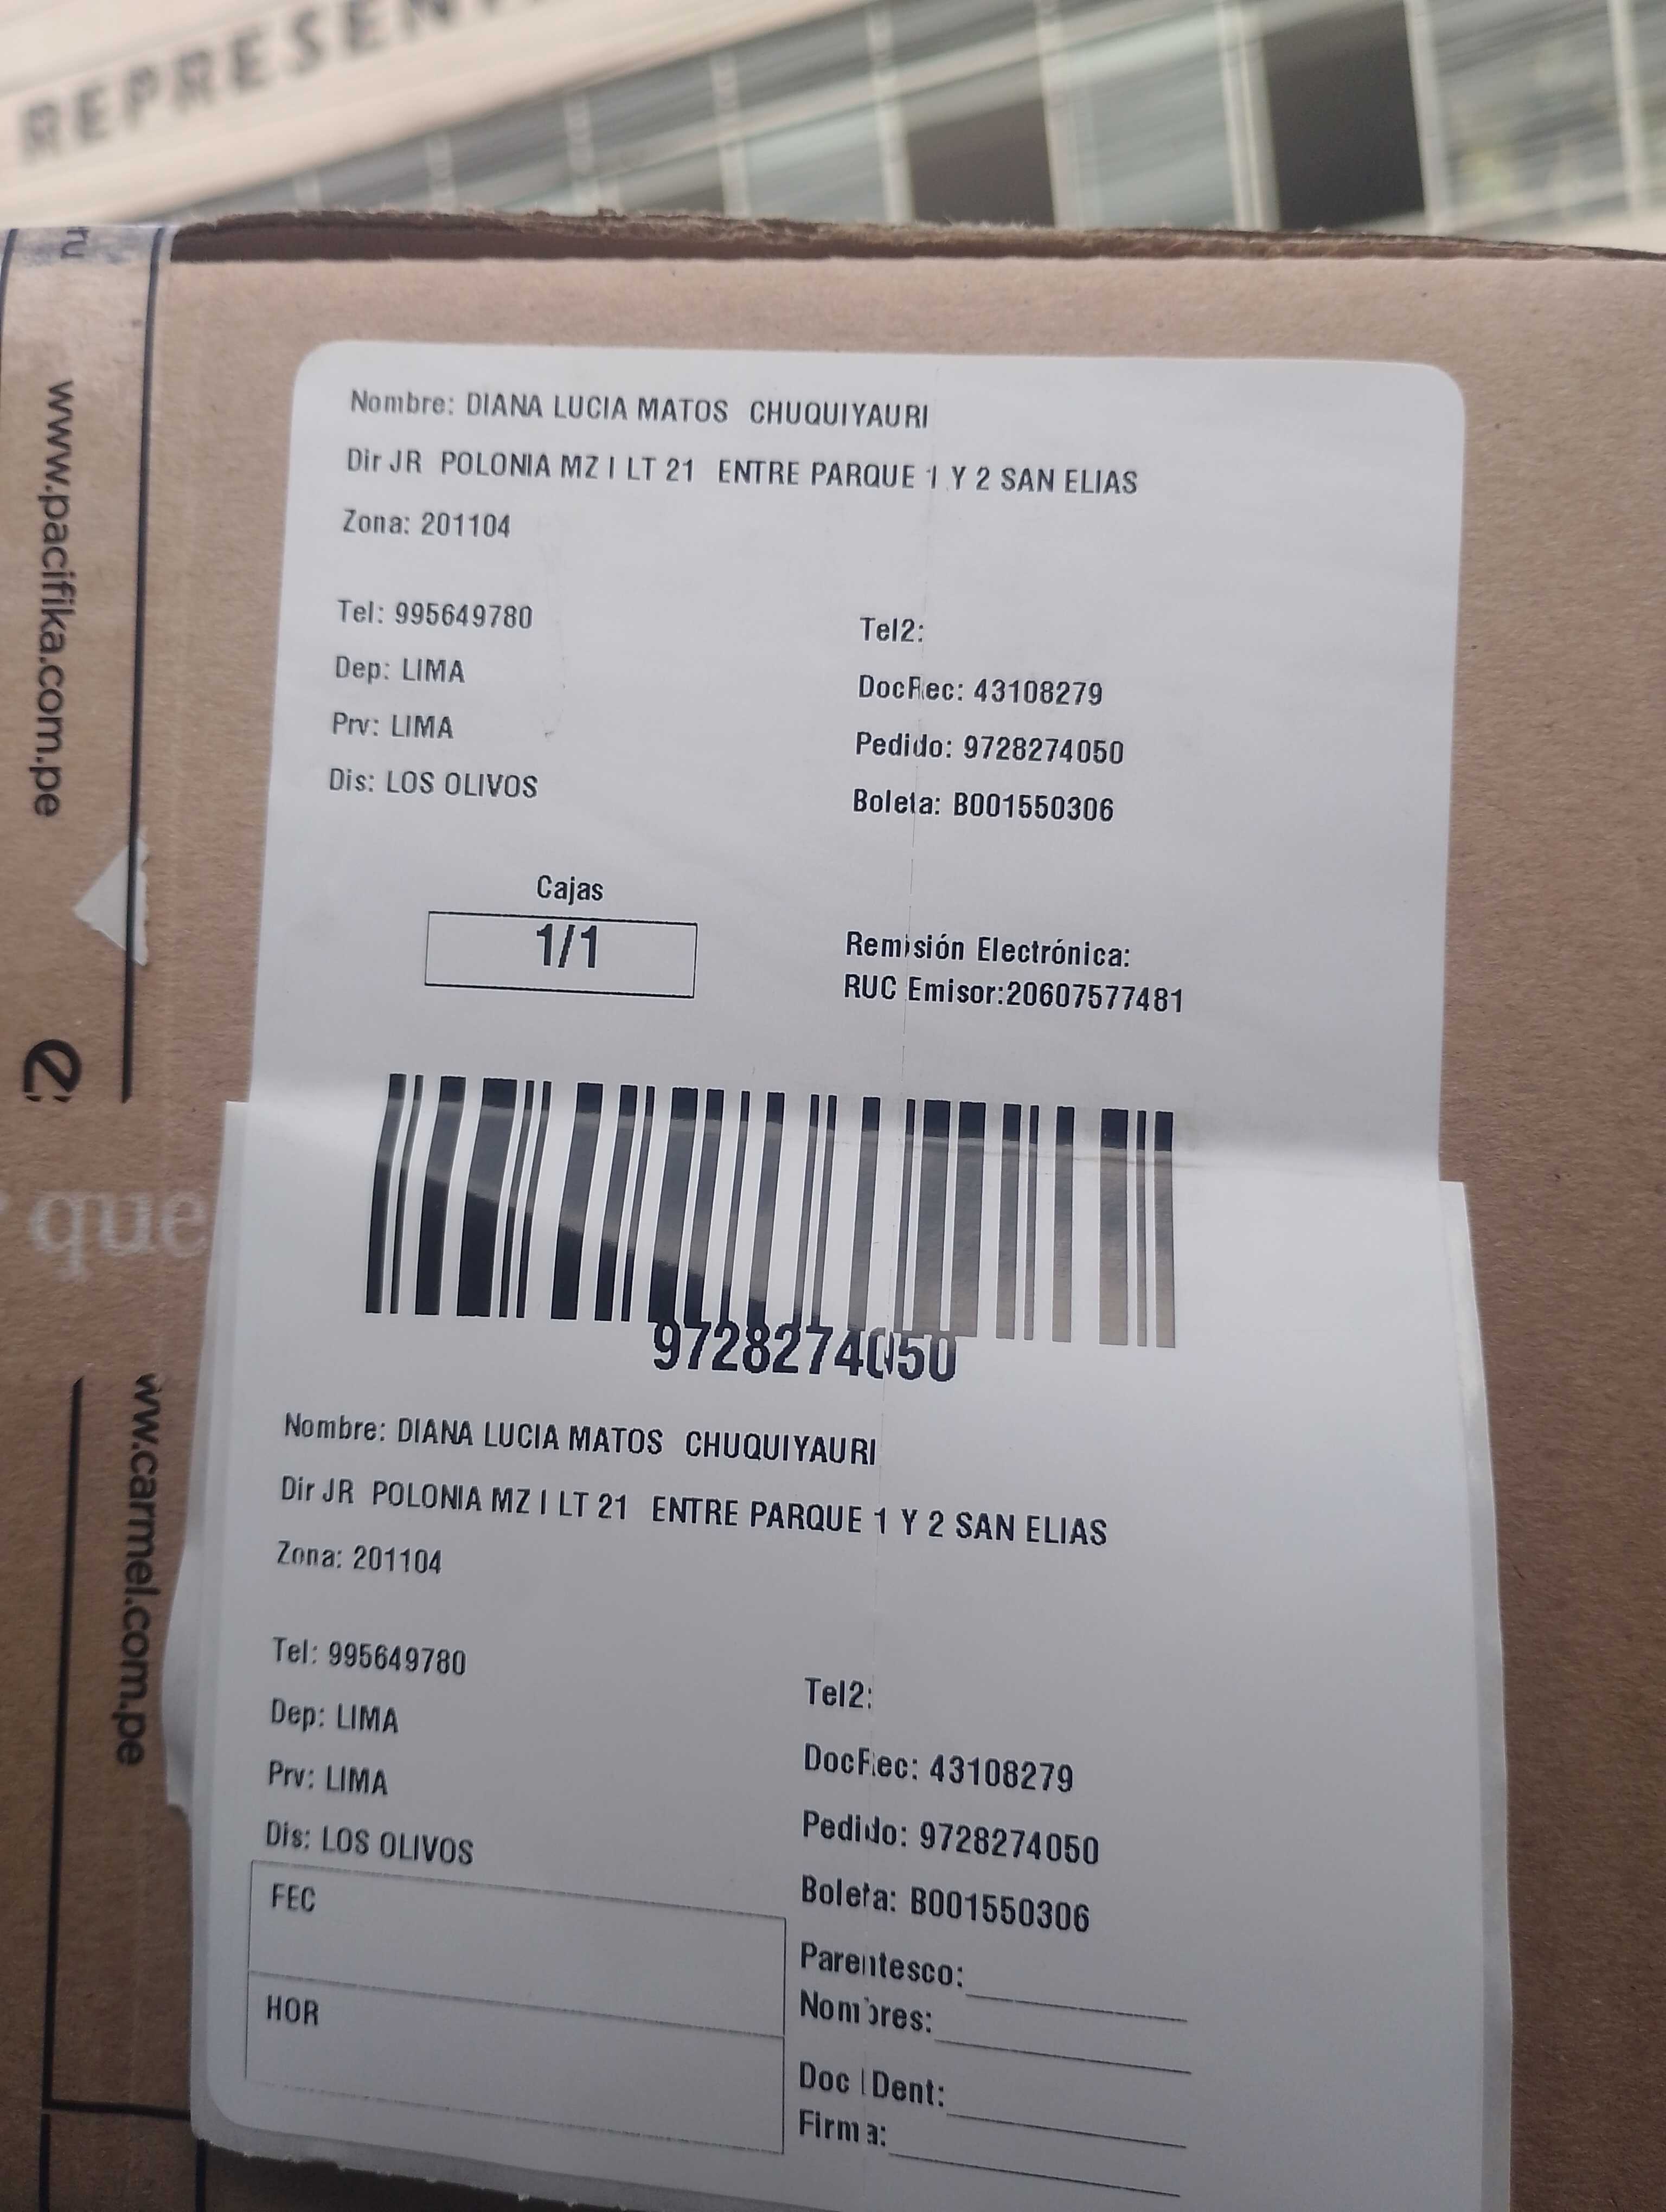 www.pacifika.com.pe
que
ww.carmel.com.pe
Nombre: DIANA LUCIA MATOS CHUQUIYAURI
Dir JR POLONIA MZ I LT 21 ENTRE PARQUE 1 Y 2 SAN ELIAS
Zona: 201104
Tel: 995649780
Tel2:
Dep: LIMA
DocRec: 43108279
Prv: LIMA
Pedido: 9728274050
Dis: LOS OLIVOS
Boleta: B001550306
Cajas
1/1
Remisión Electrónica:
RUC Emisor:20607577481
9728274050
Nombre: DIANA LUCIA MATOS CHUQUIYAURI
Dir JR POLONIA MZ I LT 21 ENTRE PARQUE 1 Y 2 SAN ELIAS
Zona: 201104
Tel: 995649780
Tel2:
Dep: LIMA
DocRec: 43108279
Prv: LIMA
Pedido: 9728274050
Dis: LOS OLIVOS
Boleta: B001550306
FEC
Parentesco:
Nombres:
HOR
Doc IDent:
Firma: